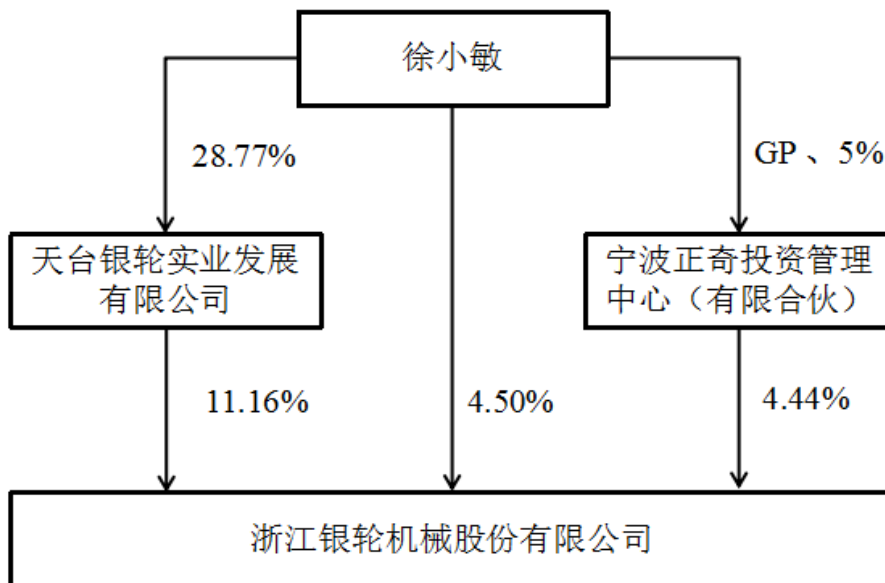 徐小敏
28.77%
GP 、5%
天台银轮实业发展
有限公司
宁波正奇投资管理
中心（有限合伙）
11.16%
4.50%
4.44%
浙江银轮机械股份有限公司